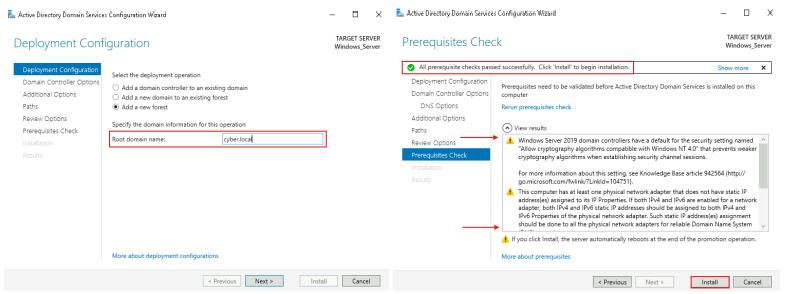 Active Directory Domain Services Configuration Wizard
Deployment Configuration
TARGET SERVER
Windows_Server
Deployment Configuration
Domain Controller Options
Additional Options
Paths
Review Options
Prerequisites Check
Installation
Results
Select the deployment operation
Add a domain controller to an existing domain
Add a new domain to an existing forest
Add a new forest
Specify the domain information for this operation
Root domain name:
cyber.local
More about deployment configurations
< Previous
Next >
Install
Cancel
Active Directory Domain Services Configuration Wizard
Prerequisites Check
TARGET SERVER
Windows_Server
All prerequisite checks passed successfully. Click 'Install' to begin installation.
Show more
Deployment Configuration
Domain Controller Options
DNS Options
Additional Options
Paths
Review Options
Prerequisites Check
Installation
Results
Prerequisites need to be validated before Active Directory Domain Services is installed on this
computer
Rerun prerequisites check
View results
Windows Server 2019 domain controllers have a default for the security setting named
"Allow cryptography algorithms compatible with Windows NT 4.0" that prevents weaker
cryptography algorithms when establishing security channel sessions.
For more information about this setting, see Knowledge Base article 942564 (http://
go.microsoft.com/fwlink/?LinkId=104751).
This computer has at least one physical network adapter that does not have static IP
address(es) assigned to its IP Properties. If both IPv4 and IPv6 are enabled for a network
adapter, both IPv4 and IPv6 static IP addresses should be assigned to both IPv4 and
IPv6 Properties of the physical network adapter. Such static IP address(es) assignment
should be done to all the physical network adapters for reliable Domain Name System
If you click Install, the server automatically reboots at the end of the promotion operation.
More about prerequisites
< Previous
Next >
Install
Cancel